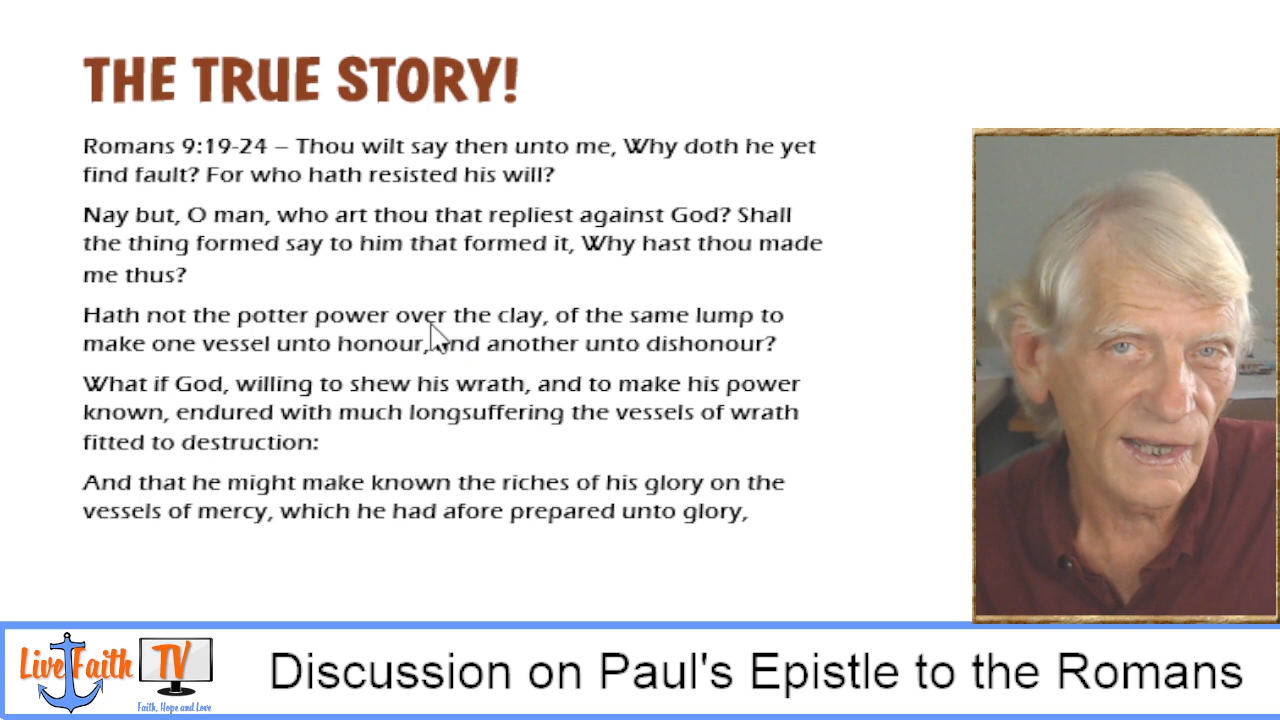 THE TRUE STORY!
Romans 9:19-24 – Thou wilt say then unto me, Why doth he yet
find fault? For who hath resisted his will?
Nay but, O man, who art thou that repliest against God? Shall
the thing formed say to him that formed it, Why hast thou made
me thus?
Hath not the potter power over the clay, of the same lump to
make one vessel unto honour, and another unto dishonour?
What if God, willing to shew his wrath, and to make his power
known, endured with much longsuffering the vessels of wrath
fitted to destruction:
And that he might make known the riches of his glory on the
vessels of mercy, which he had afore prepared unto glory,
Live Faith TV
Faith, Hope and Love
Discussion on Paul's Epistle to the Romans